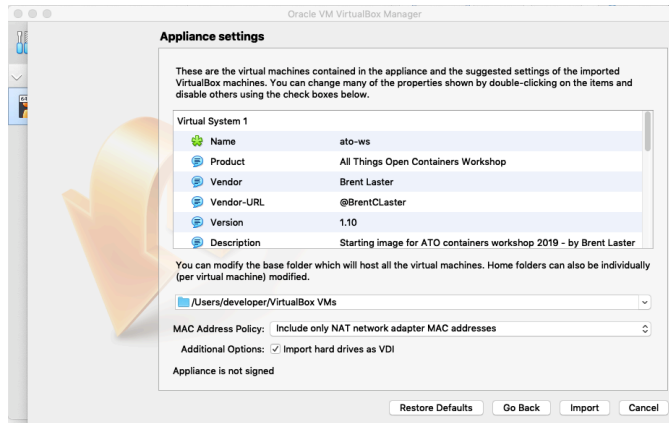 Oracle VM VirtualBox Manager
Appliance settings
These are the virtual machines contained in the appliance and the suggested settings of the imported
VirtualBox machines. You can change many of the properties shown by double-clicking on the items and
disable others using the check boxes below.
Virtual System 1
Name ato-ws
Product All Things Open Containers Workshop
Vendor Brent Laster
Vendor-URL @BrentCLaster
Version 1.10
Description Starting image for ATO containers workshop 2019 - by Brent Laster
You can modify the base folder which will host all the virtual machines. Home folders can also be individually
(per virtual machine) modified.
/Users/developer/VirtualBox VMs
MAC Address Policy: Include only NAT network adapter MAC addresses
Additional Options: Import hard drives as VDI
Appliance is not signed
Restore Defaults Go Back Import Cancel